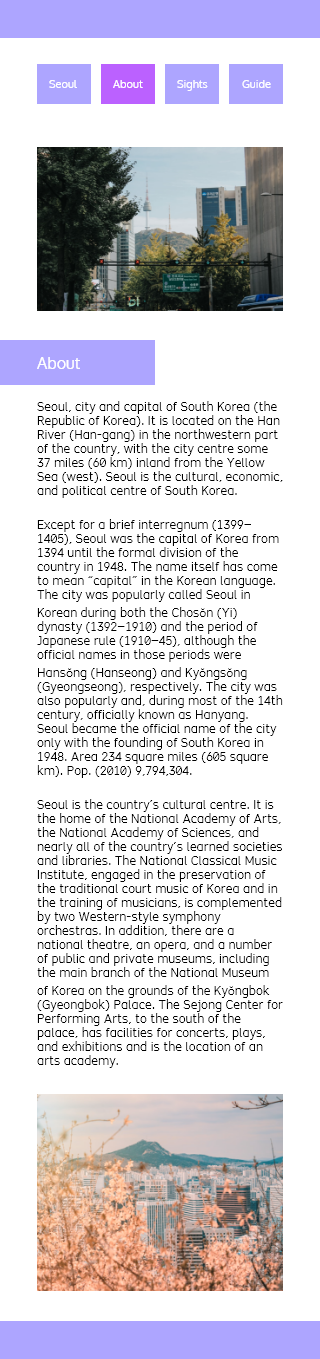 Seoul
About
Sights
Guide
About
Seoul, city and capital of South Korea (the
Republic of Korea). It is located on the Han
River (Han-gang) in the northwestern part
of the country, with the city centre some
37 miles (60 km) inland from the Yellow
Sea (west). Seoul is the cultural, economic,
and political centre of South Korea.
Except for a brief interregnum (1399–
1405), Seoul was the capital of Korea from
1394 until the formal division of the
country in 1948. The name itself has come
to mean “capital” in the Korean language.
The city was popularly called Seoul in
Korean during both the Chosŏn (Yi)
dynasty (1392–1910) and the period of
Japanese rule (1910–45), although the
official names in those periods were
Hansŏng (Hanseong) and Kyŏngsŏng
(Gyeongseong), respectively. The city was
also popularly and, during most of the 14th
century, officially known as Hanyang.
Seoul became the official name of the city
only with the founding of South Korea in
1948. Area 234 square miles (605 square
km). Pop. (2010) 9,794,304.
Seoul is the country’s cultural centre. It is
the home of the National Academy of Arts,
the National Academy of Sciences, and
nearly all of the country’s learned societies
and libraries. The National Classical Music
Institute, engaged in the preservation of
the traditional court music of Korea and in
the training of musicians, is complemented
by two Western-style symphony
orchestras. In addition, there are a
national theatre, an opera, and a number
of public and private museums, including
the main branch of the National Museum
of Korea on the grounds of the Kyŏngbok
(Gyeongbok) Palace. The Sejong Center for
Performing Arts, to the south of the
palace, has facilities for concerts, plays,
and exhibitions and is the location of an
arts academy.